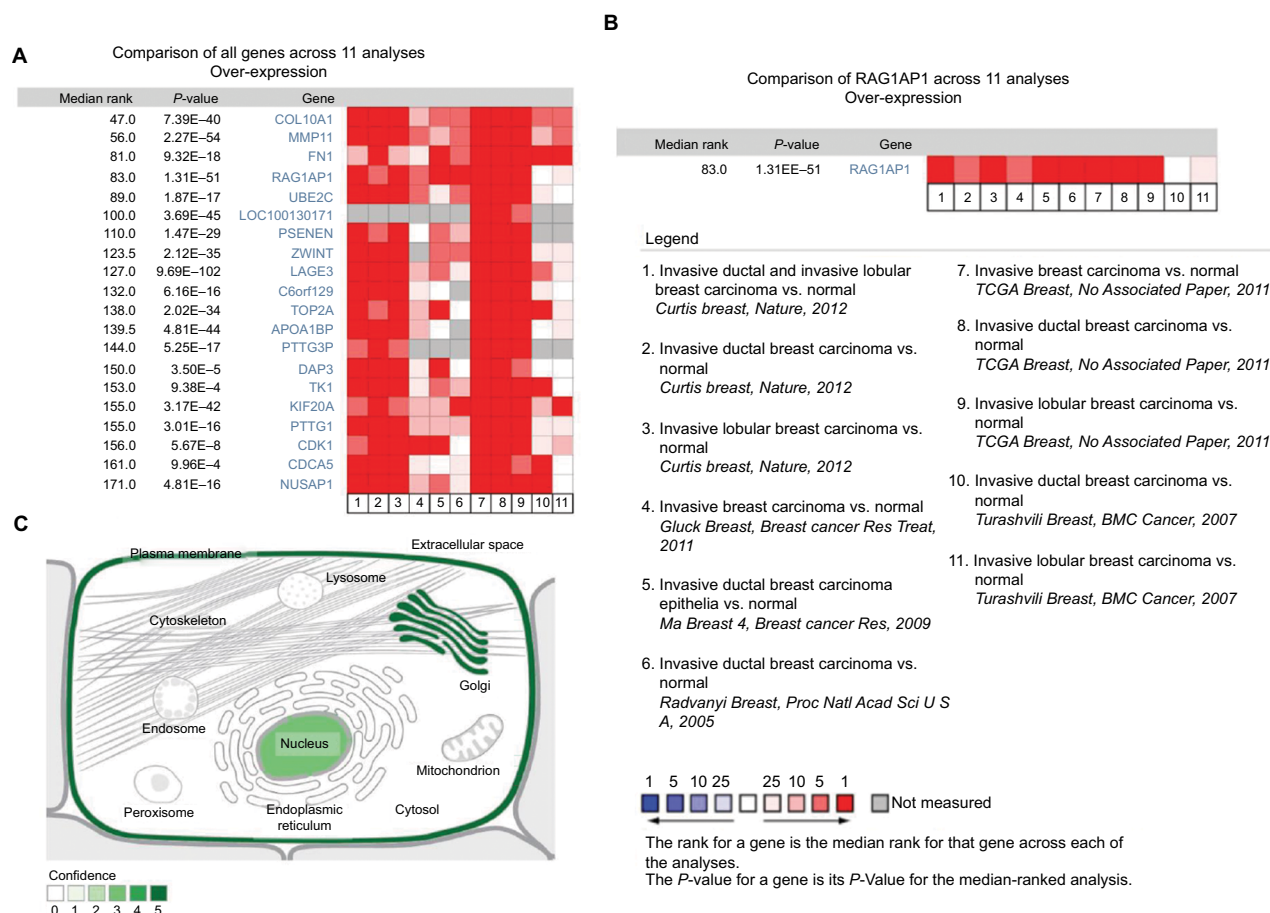 A
Comparison of all genes across 11 analyses
Over-expression
Median rank P-value Gene
47.0 7.39E–40 COL10A1
56.0 2.27E–54 MMP11
81.0 9.32E–18 FN1
83.0 1.31E–51 RAG1AP1
89.0 1.87E–17 UBE2C
100.0 3.69E–45 LOC100130171
110.0 1.47E–29 PSENEN
123.5 2.12E–35 ZWINT
127.0 9.69E–102 LAGE3
132.0 6.16E–16 C6orf129
138.0 2.02E–34 TOP2A
139.5 4.81E–44 APOA1BP
144.0 5.25E–17 PTTG3P
150.0 3.50E–5 DAP3
153.0 9.38E–4 TK1
155.0 3.17E–42 KIF20A
155.0 3.01E–16 PTTG1
156.0 5.67E–8 CDK1
161.0 9.96E–4 CDCA5
171.0 4.81E–16 NUSAP1
1 2 3 4 5 6 7 8 9 10 11
B
Comparison of RAG1AP1 across 11 analyses
Over-expression
Median rank P-value Gene
83.0 1.31EE–51 RAG1AP1
1 2 3 4 5 6 7 8 9 10 11
Legend
1. Invasive ductal and invasive lobular
breast carcinoma vs. normal
Curtis breast, Nature, 2012
2. Invasive ductal breast carcinoma vs.
normal
Curtis breast, Nature, 2012
3. Invasive lobular breast carcinoma vs.
normal
Curtis breast, Nature, 2012
4. Invasive breast carcinoma vs. normal
Gluck Breast, Breast cancer Res Treat,
2011
5. Invasive ductal breast carcinoma
epithelia vs. normal
Ma Breast 4, Breast cancer Res, 2009
6. Invasive ductal breast carcinoma vs.
normal
Radvanyi Breast, Proc Natl Acad Sci U S
A, 2005
7. Invasive breast carcinoma vs. normal
TCGA Breast, No Associated Paper, 2011
8. Invasive ductal breast carcinoma vs.
normal
TCGA Breast, No Associated Paper, 2011
9. Invasive lobular breast carcinoma vs.
normal
TCGA Breast, No Associated Paper, 2011
10. Invasive ductal breast carcinoma vs.
normal
Turashvili Breast, BMC Cancer, 2007
11. Invasive lobular breast carcinoma vs.
normal
Turashvili Breast, BMC Cancer, 2007
1 5 10 25 25 10 5 1
Not measured
The rank for a gene is the median rank for that gene across each of
the analyses.
The P-value for a gene is its P-Value for the median-ranked analysis.
C
Plasma membrane
Extracellular space
Lysosome
Cytoskeleton
Golgi
Endosome
Nucleus
Mitochondrion
Peroxisome
Endoplasmic
reticulum
Cytosol
Confidence
0 1 2 3 4 5